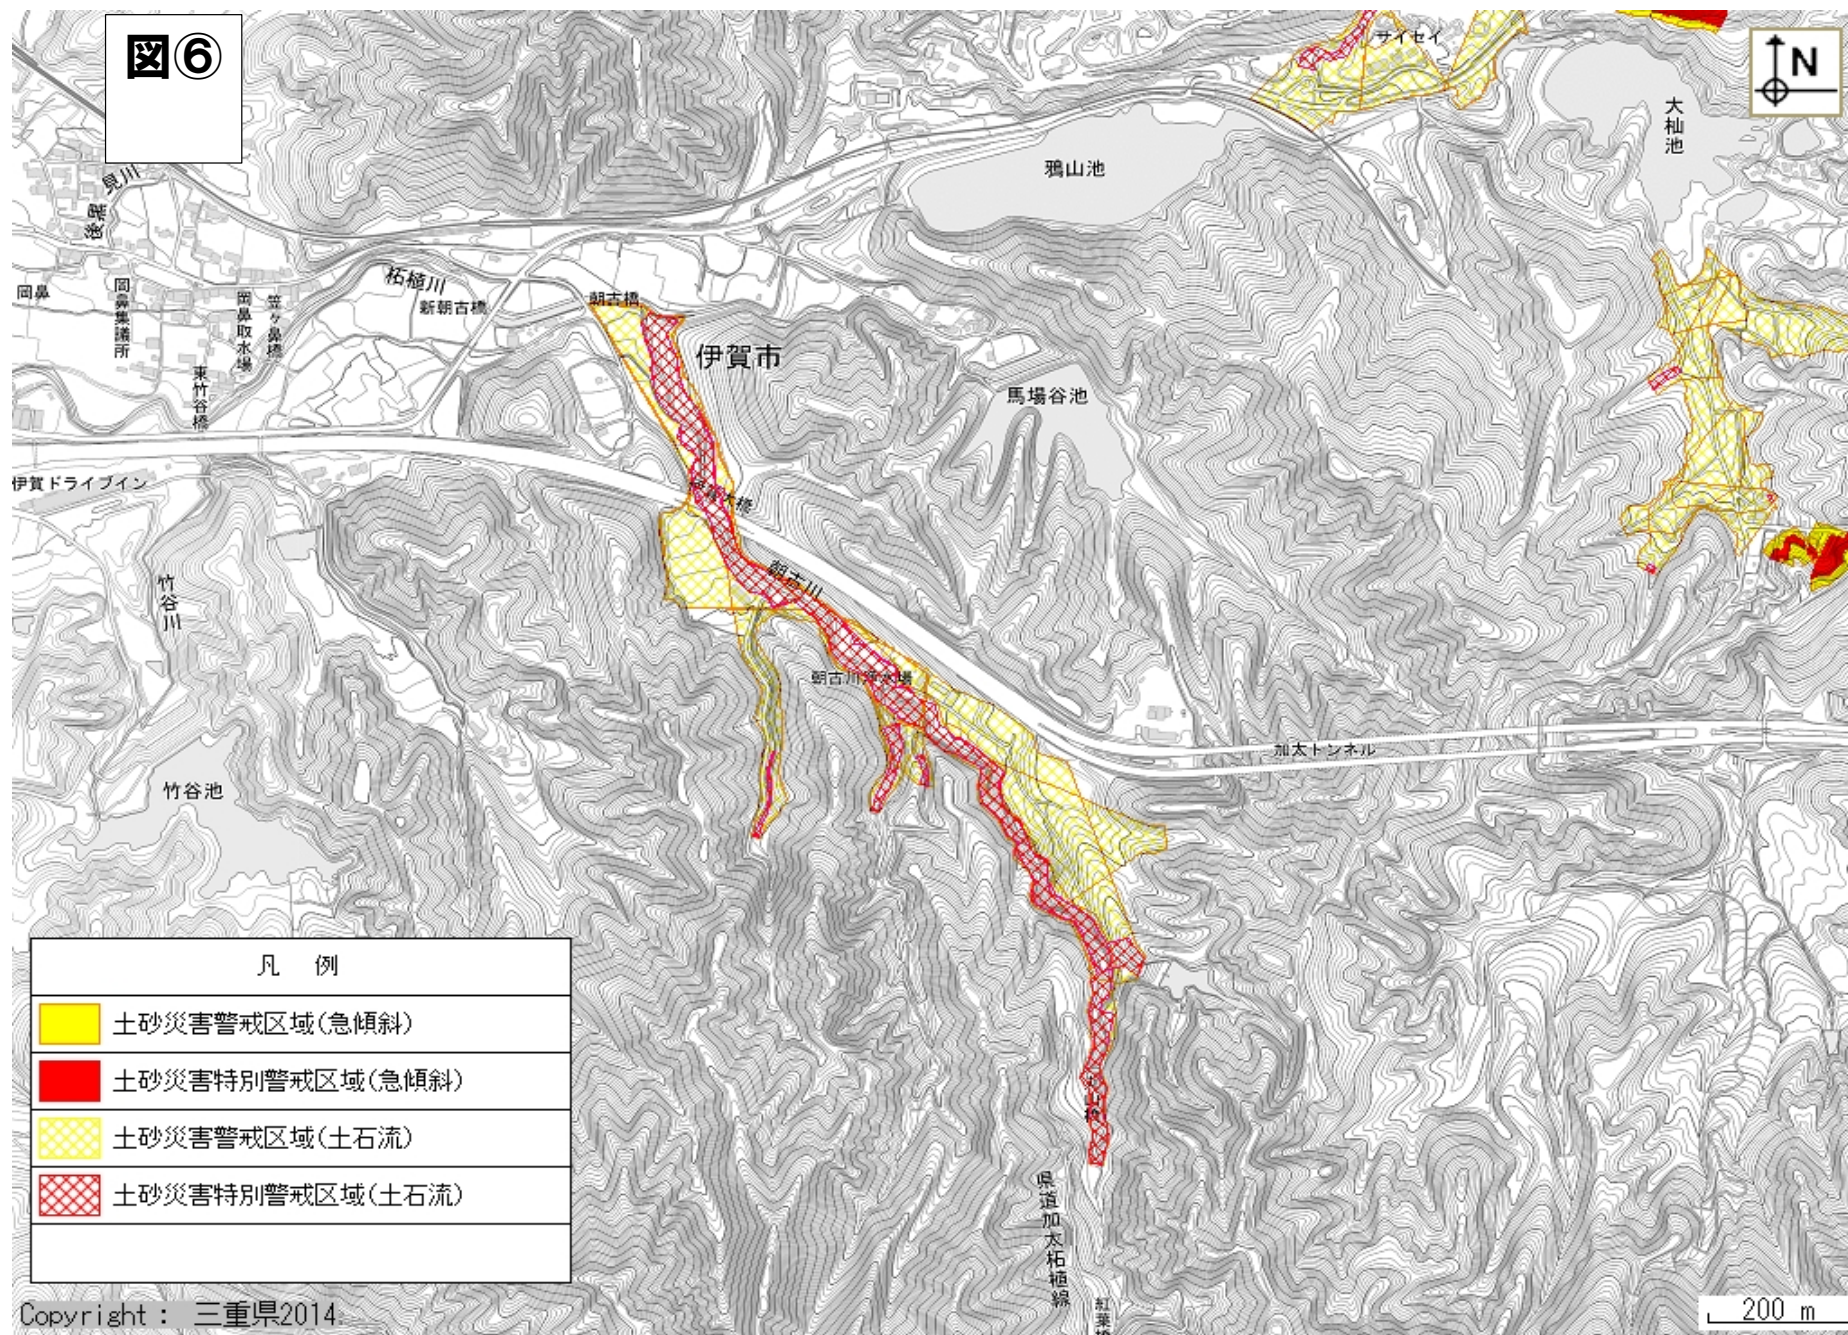 図⑥
サイセイ
N
大杣池
鴉山池
後屋
見川
柘植川
新朝古橋
朝古橋
岡鼻
岡鼻集議所
岡鼻取水場
笠ヶ鼻橋
東竹谷橋
伊賀市
馬場谷池
伊賀ドライブイン
竹谷川
朝古川
朝古川浄水場
加太トンネル
竹谷池
県道加太柘植線
凡 例
土砂災害警戒区域(急傾斜)
土砂災害特別警戒区域(急傾斜)
土砂災害警戒区域(土石流)
土砂災害特別警戒区域(土石流)
Copyright : 三重県2014
200 m